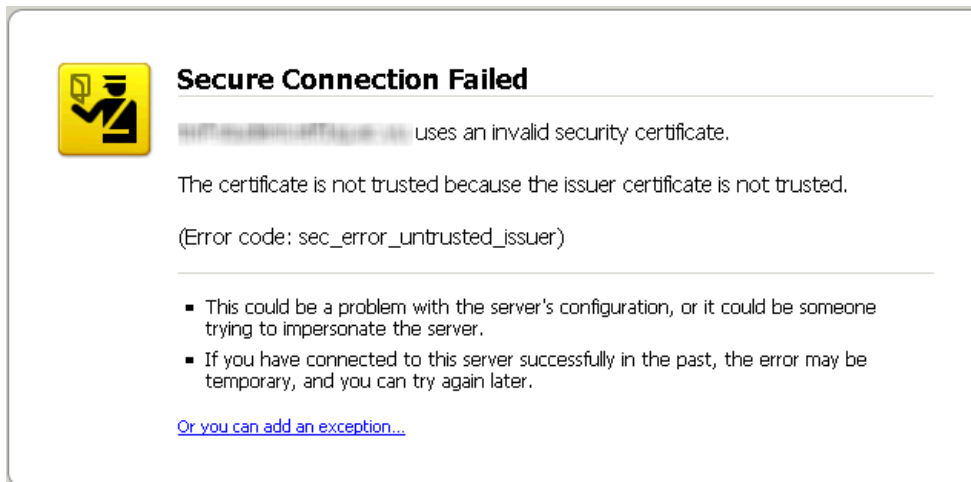 Secure Connection Failed
uses an invalid security certificate.
The certificate is not trusted because the issuer certificate is not trusted.
(Error code: sec_error_untrusted_issuer)
▪ This could be a problem with the server's configuration, or it could be someone
trying to impersonate the server.
▪ If you have connected to this server successfully in the past, the error may be
temporary, and you can try again later.
Or you can add an exception...